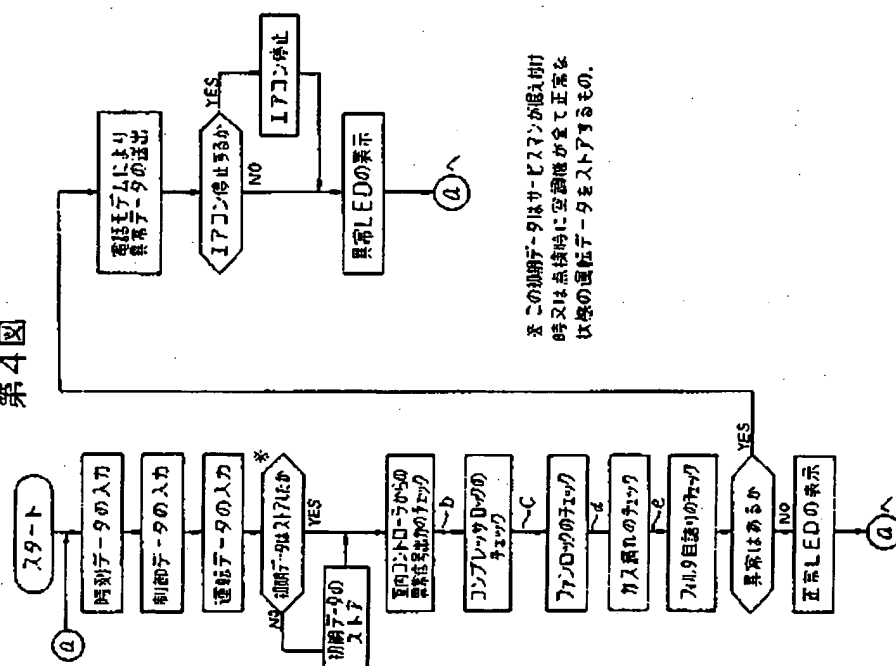 第4図
スタート
a
時刻データの入力
制御データの入力
運転データの入力
初期データはストアしたか
※
NO
YES
初期データの
ストア
室内コントローラからの
異常信号出力のチェック
b
コンプレッサロックの
チェック
C
ファンロックのチェック
d
ガス漏れのチェック
e
フィルタ目詰りのチェック
異常はあるか
YES
NO
正常LEDの表示
aへ
電話モデムにより
異常データの送出
エアコン停止するか
YES
NO
エアコン停止
異常LEDの表示
aへ
※ この初期データはサービスマンが据え付け
時又は点検時に空調機が全て正常な
状態の運転データをストアするもの.